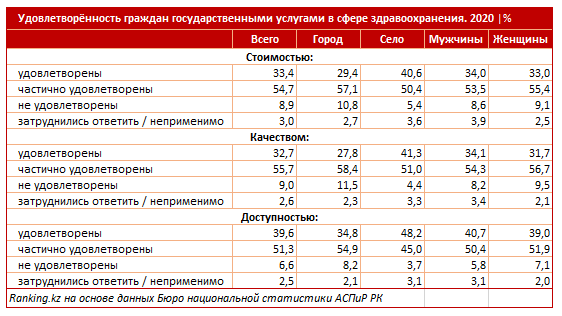 Удовлетворённость граждан государственными услугами в сфере здравоохранения. 2020 | %
Всего Город Село Мужчины Женщины
Стоимостью:
удовлетворены 33,4 29,4 40,6 34,0 33,0
частично удовлетворены 54,7 57,1 50,4 53,5 55,4
не удовлетворены 8,9 10,8 5,4 8,6 9,1
затруднились ответить / неприменимо 3,0 2,7 3,6 3,9 2,5
Качеством:
удовлетворены 32,7 27,8 41,3 34,1 31,7
частично удовлетворены 55,7 58,4 51,0 54,3 56,7
не удовлетворены 9,0 11,5 4,4 8,2 9,5
затруднились ответить / неприменимо 2,6 2,3 3,3 3,4 2,1
Доступностью:
удовлетворены 39,6 34,8 48,2 40,7 39,0
частично удовлетворены 51,3 54,9 45,0 50,4 51,9
не удовлетворены 6,6 8,2 3,7 5,8 7,1
затруднились ответить / неприменимо 2,5 2,1 3,1 3,1 2,0
Ranking.kz на основе данных Бюро национальной статистики АСПиР РК